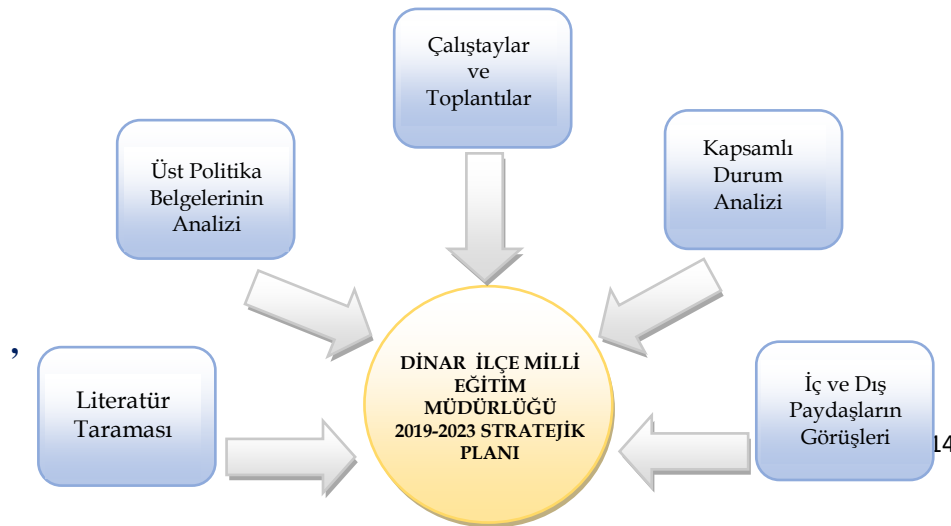 Çalıştaylar
ve
Toplantılar
Üst Politika
Belgelerinin
Analizi
Kapsamlı
Durum
Analizi
,
Literatür
Taraması
DİNAR İLÇE MİLLİ
EĞİTİM
MÜDÜRLÜĞÜ
2019-2023 STRATEJİK
PLANI
İç ve Dış
Paydaşların
Görüşleri
14